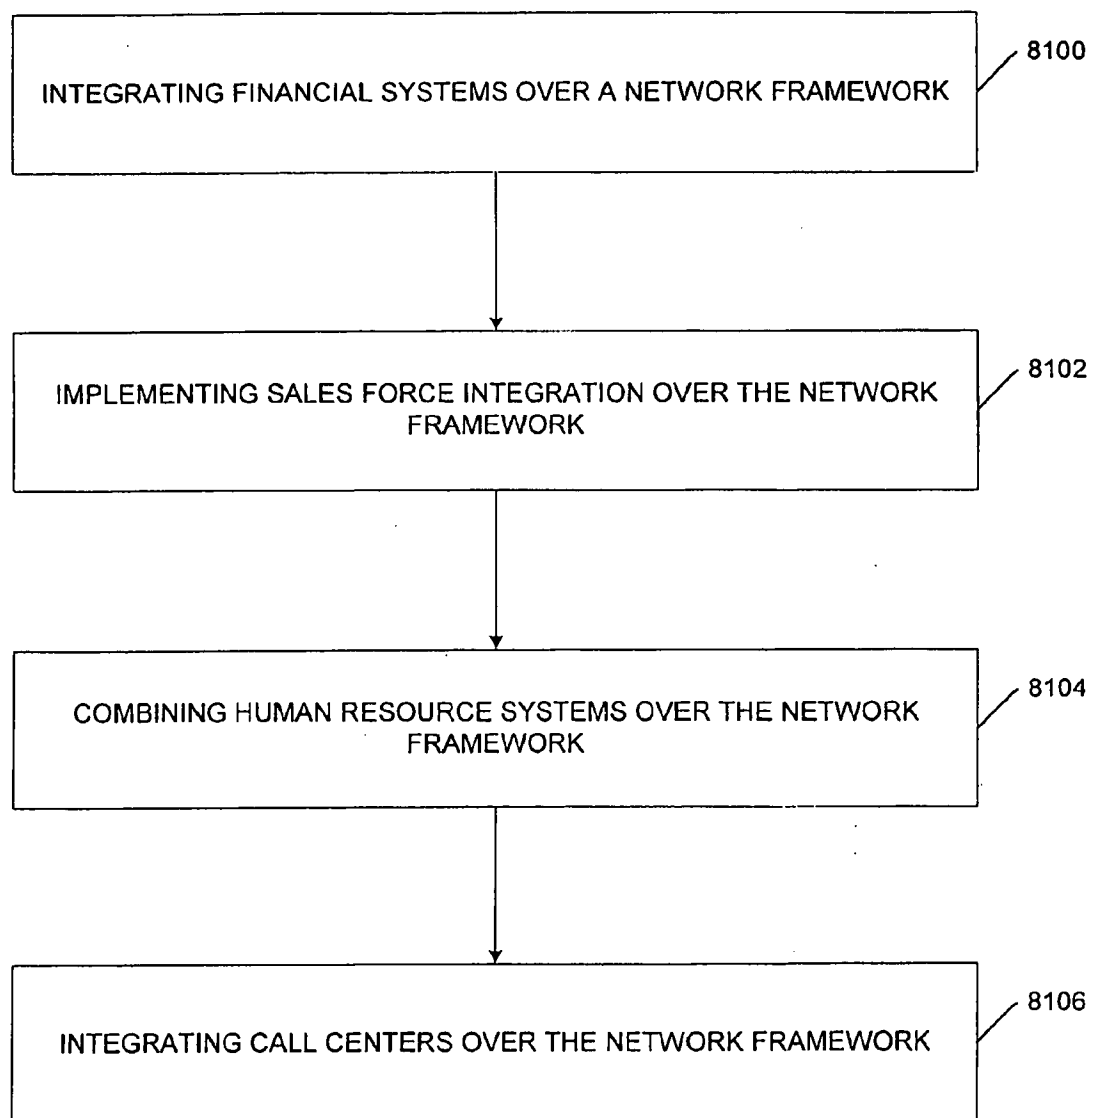 INTEGRATING FINANCIAL SYSTEMS OVER A NETWORK FRAMEWORK
8100
IMPLEMENTING SALES FORCE INTEGRATION OVER THE NETWORK
FRAMEWORK
8102
COMBINING HUMAN RESOURCE SYSTEMS OVER THE NETWORK
FRAMEWORK
8104
INTEGRATING CALL CENTERS OVER THE NETWORK FRAMEWORK
8106